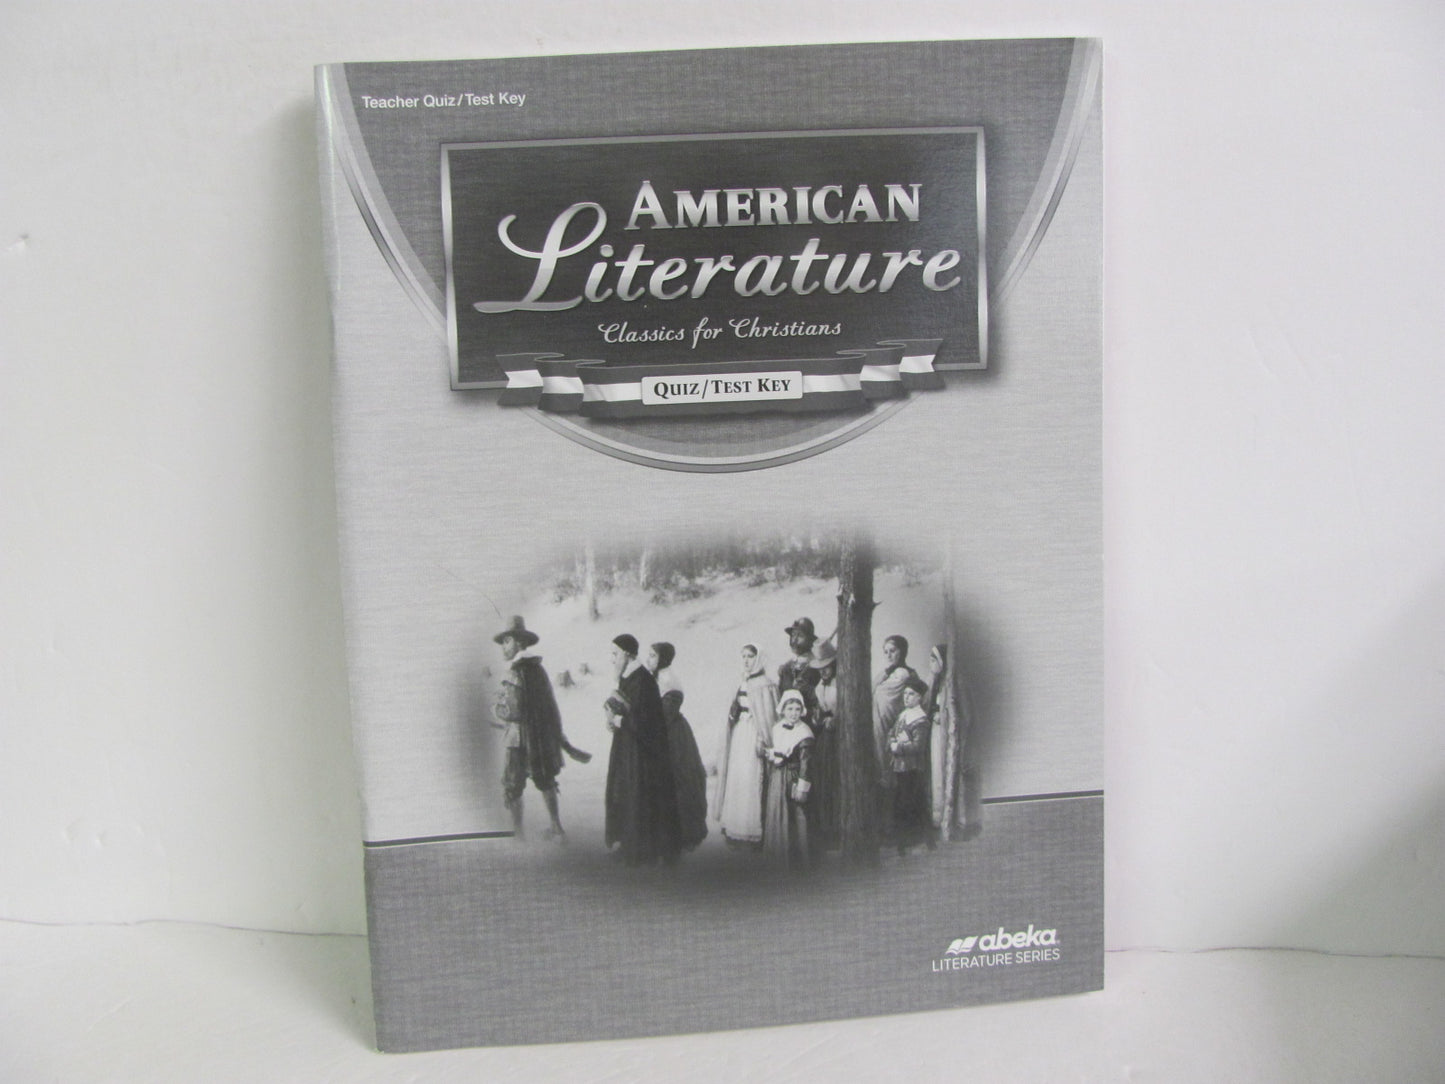 Teacher Quiz/Test Key
AMERICAN
Literature
Classics for Christians
QUIZ/TEST KEY
abeka
LITERATURE SERIES